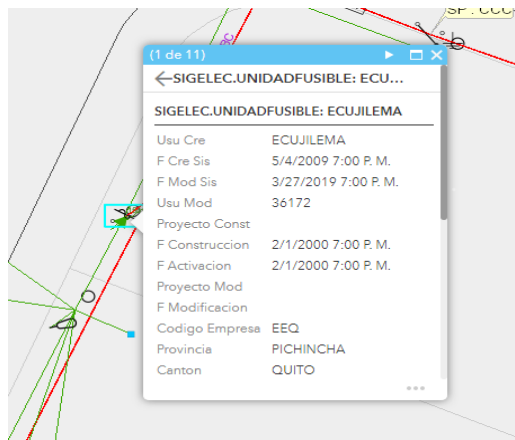 SP : CCC
(1 de 11)
SIGELEC.UNIDADFUSIBLE: ECU...
SIGELEC.UNIDADFUSIBLE: ECUJILEMA
Usu Cre ECUJILEMA
F Cre Sis 5/4/2009 7:00 P. M.
F Mod Sis 3/27/2019 7:00 P. M.
Usu Mod 36172
Proyecto Const
F Construccion 2/1/2000 7:00 P. M.
F Activacion 2/1/2000 7:00 P. M.
Proyecto Mod
F Modificacion
Codigo Empresa EEQ
Provincia PICHINCHA
Canton QUITO